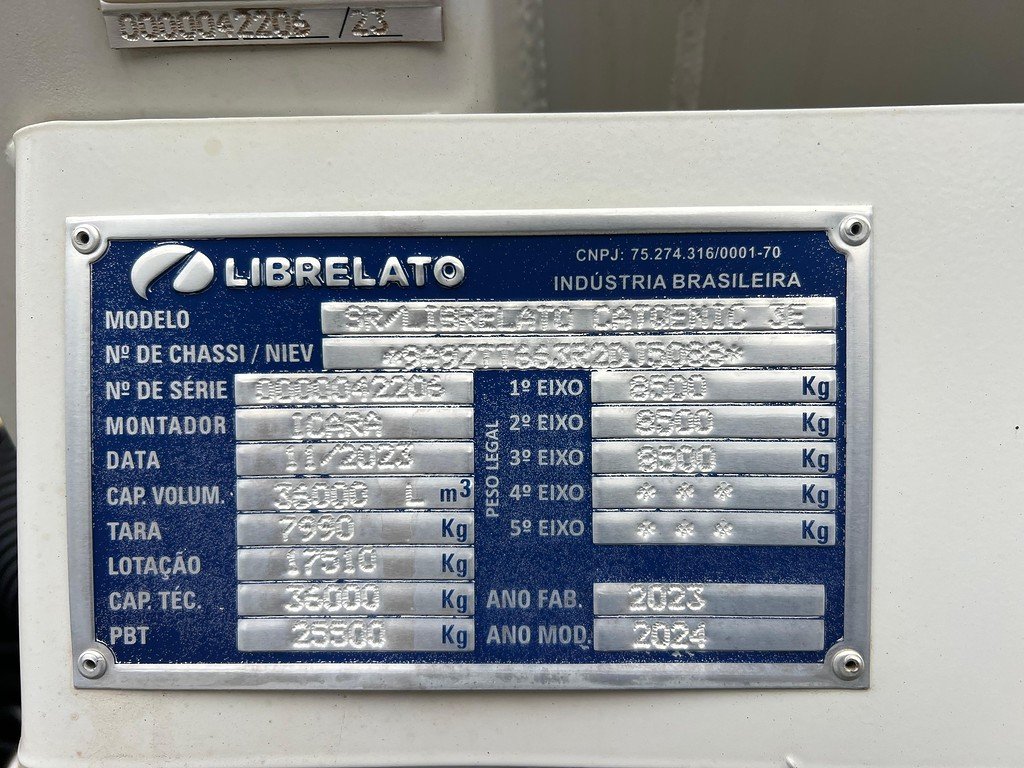 0000042206 /23
LIBRELATO
CNPJ: 75.274.316/0001-70
INDÚSTRIA BRASILEIRA
MODELO SR/LIBRELATO 3E
Nº DE CHASSI / NIEV
Nº DE SÉRIE 0000042206
MONTADOR ICARA
DATA 11/2023
CAP. VOLUM. 36000 L m³
TARA 7990 Kg
LOTAÇÃO 17510 Kg
CAP. TÉC. 36000 Kg
PBT 25500 Kg
PESO LEGAL
1º EIXO 8500 Kg
2º EIXO 8500 Kg
3º EIXO 8500 Kg
4º EIXO * * * Kg
5º EIXO * * * Kg
ANO FAB. 2023
ANO MOD. 2024